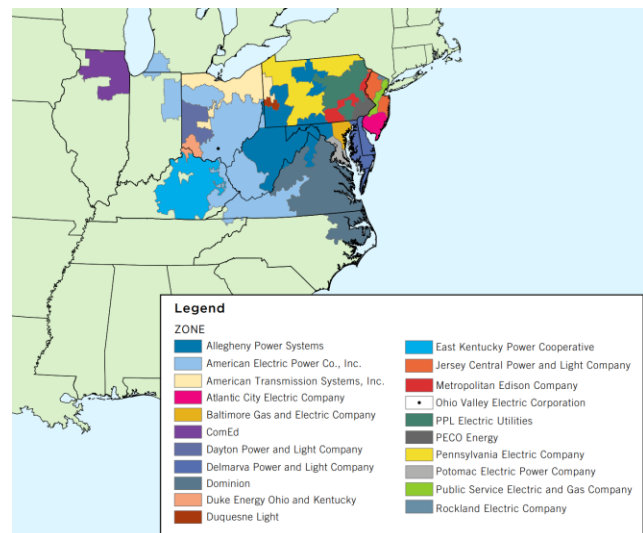 Legend
ZONE
Allegheny Power Systems
American Electric Power Co., Inc.
American Transmission Systems, Inc.
Atlantic City Electric Company
Baltimore Gas and Electric Company
ComEd
Dayton Power and Light Company
Delmarva Power and Light Company
Dominion
Duke Energy Ohio and Kentucky
Duquesne Light
East Kentucky Power Cooperative
Jersey Central Power and Light Company
Metropolitan Edison Company
Ohio Valley Electric Corporation
PPL Electric Utilities
PECO Energy
Pennsylvania Electric Company
Potomac Electric Power Company
Public Service Electric and Gas Company
Rockland Electric Company